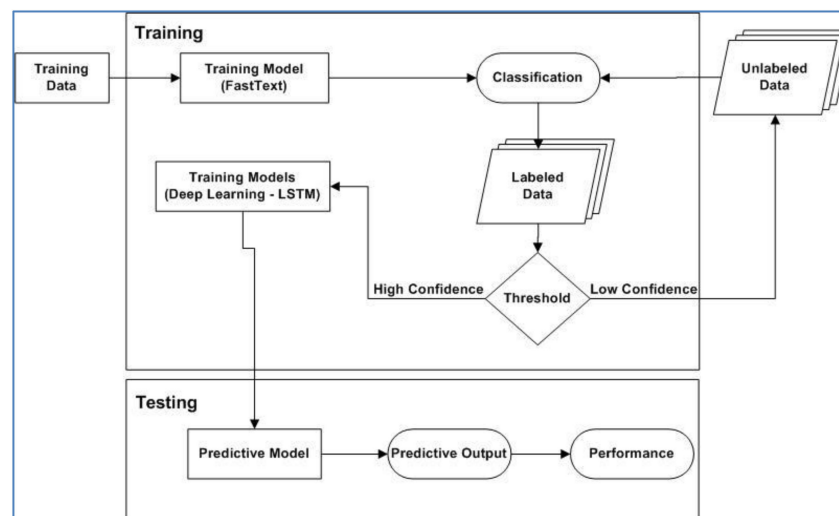 Training
Training
Data
Training Model
(FastText)
Classification
Unlabeled
Data
Training Models
(Deep Learning - LSTM)
Labeled
Data
High Confidence
Threshold
Low Confidence
Testing
Predictive Model
Predictive Output
Performance